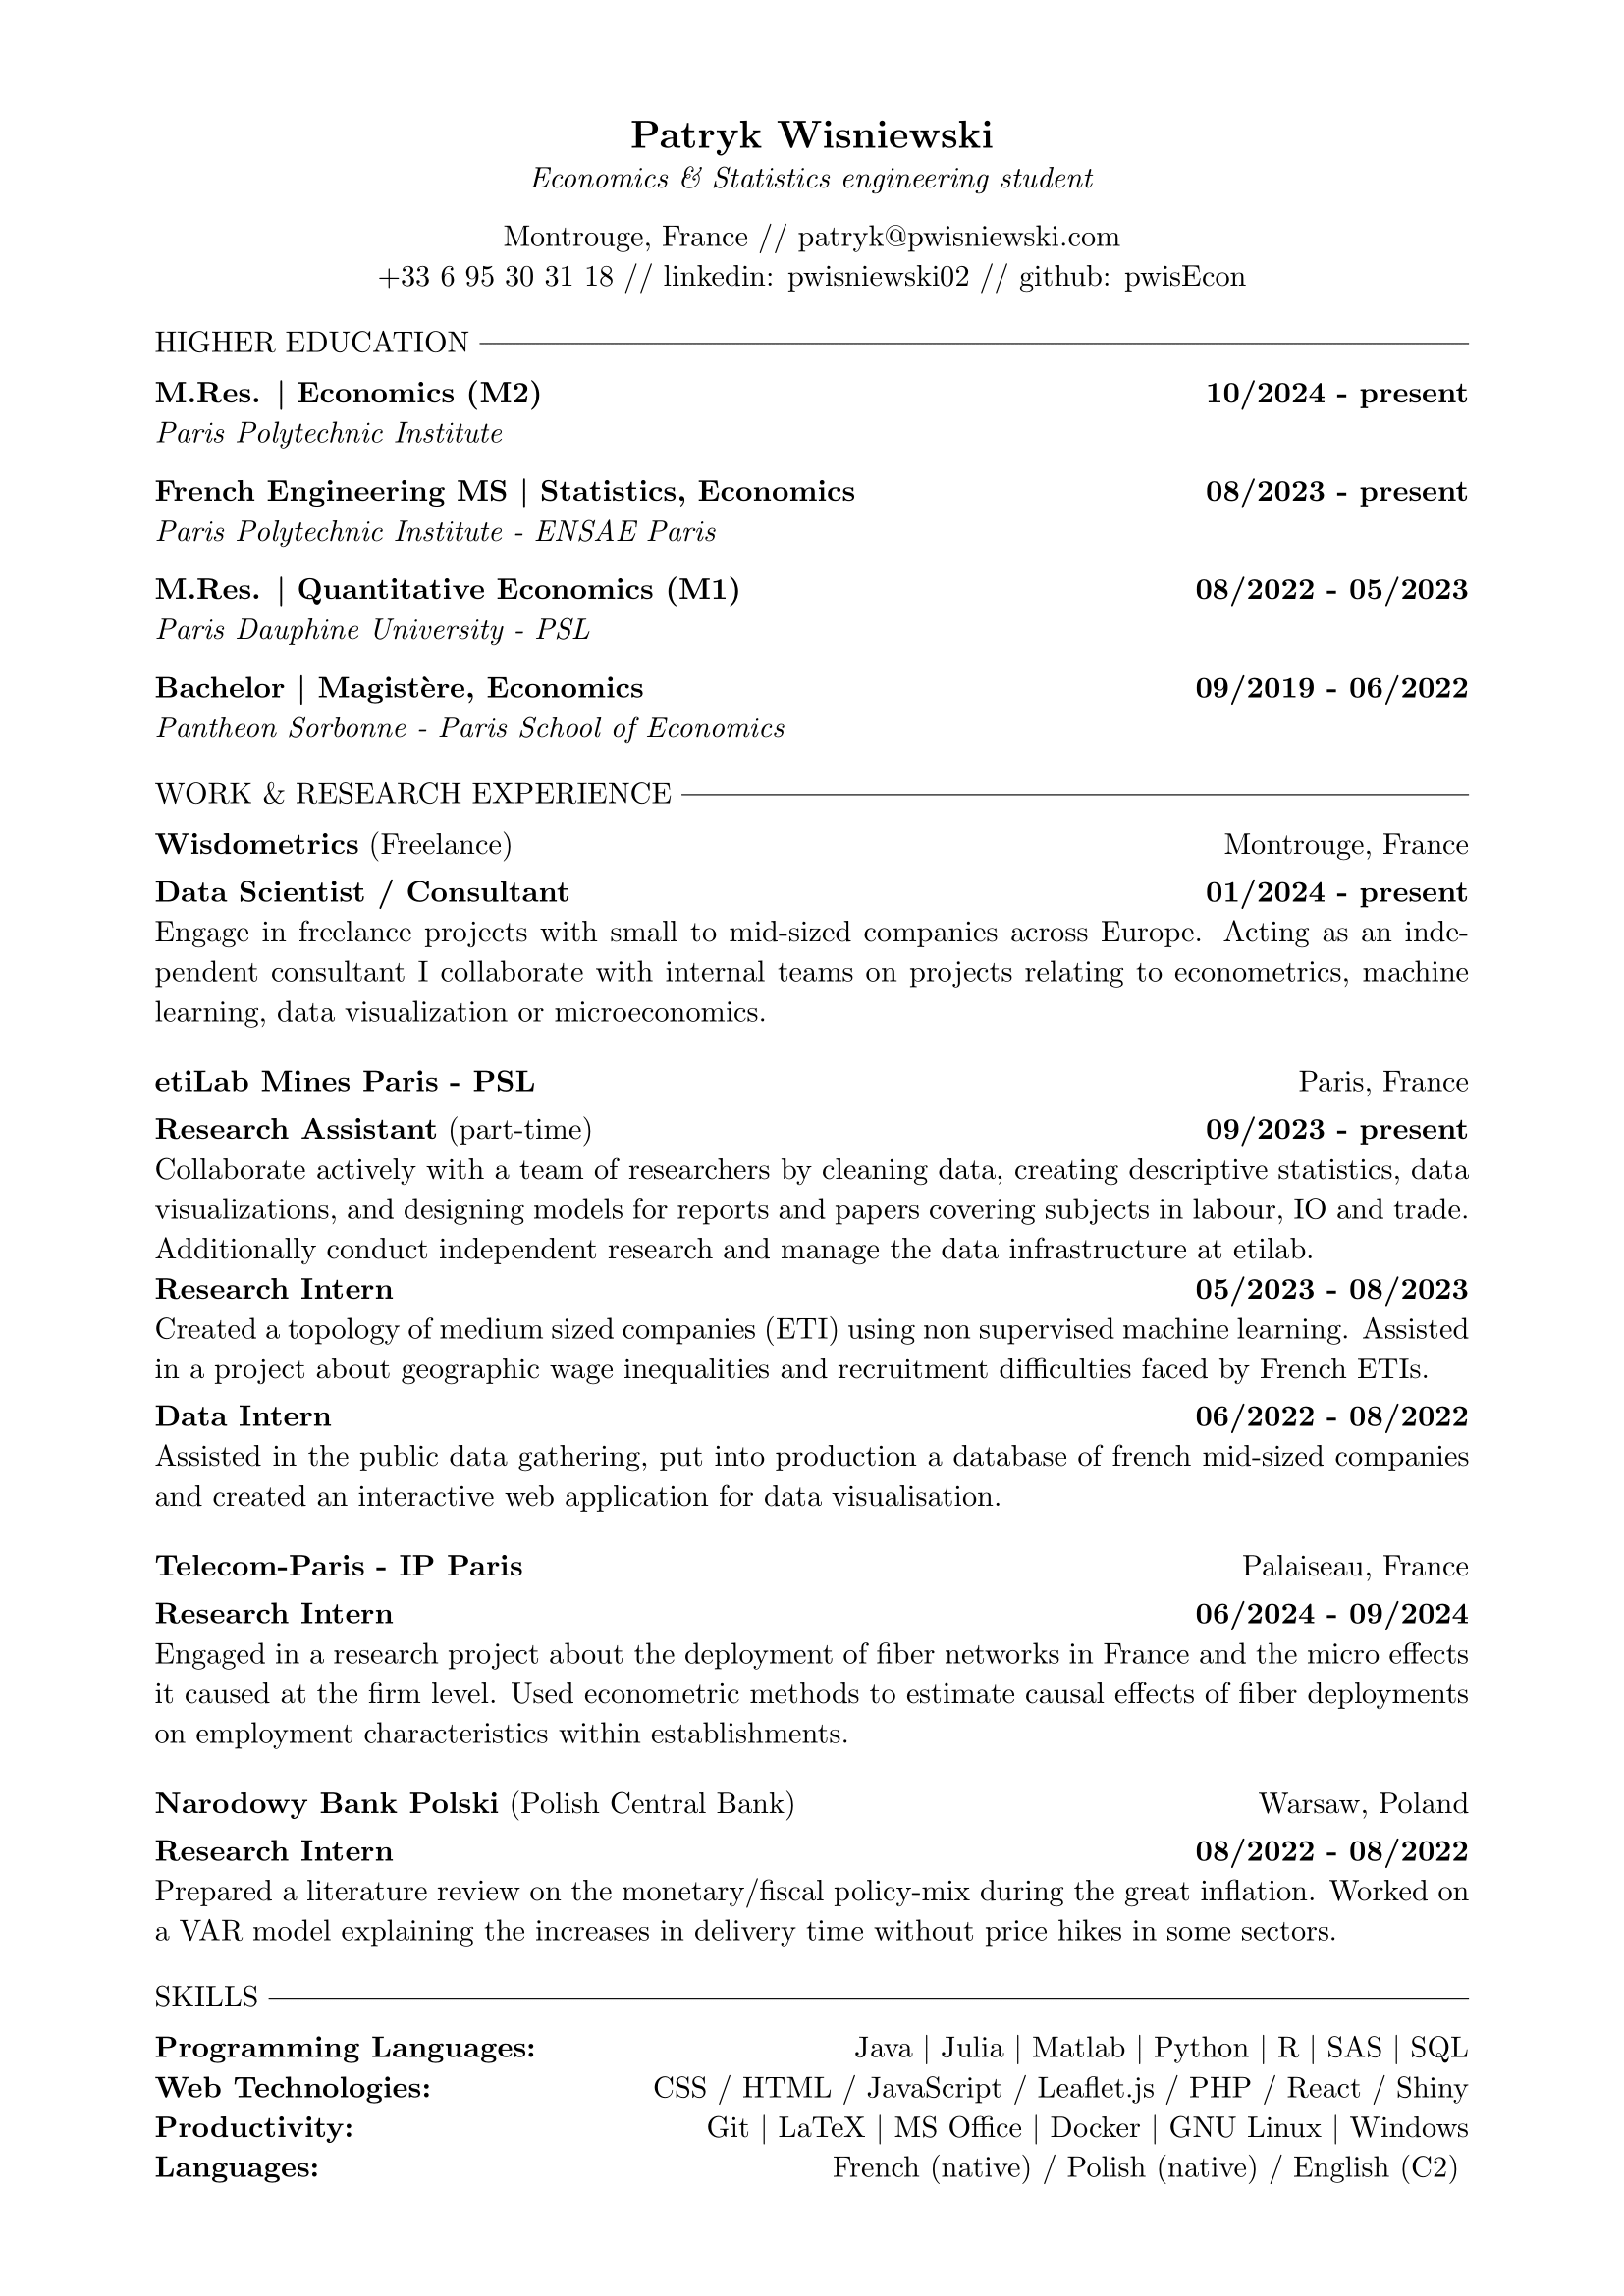 Patryk Wisniewski
Economics & Statistics engineering student
Montrouge, France // patryk@pwisniewski.com
+33 6 95 30 31 18 // linkedin: pwisniewski02 // github: pwisEcon
HIGHER EDUCATION
M.Res. | Economics (M2) 10/2024 - present
Paris Polytechnic Institute
French Engineering MS | Statistics, Economics 08/2023 - present
Paris Polytechnic Institute - ENSAE Paris
M.Res. | Quantitative Economics (M1) 08/2022 - 05/2023
Paris Dauphine University - PSL
Bachelor | Magistère, Economics 09/2019 - 06/2022
Pantheon Sorbonne - Paris School of Economics
WORK & RESEARCH EXPERIENCE
Wisdometrics (Freelance) Montrouge, France
Data Scientist / Consultant 01/2024 - present
Engage in freelance projects with small to mid-sized companies across Europe. Acting as an inde-
pendent consultant I collaborate with internal teams on projects relating to econometrics, machine
learning, data visualization or microeconomics.
etiLab Mines Paris - PSL Paris, France
Research Assistant (part-time) 09/2023 - present
Collaborate actively with a team of researchers by cleaning data, creating descriptive statistics, data
visualizations, and designing models for reports and papers covering subjects in labour, IO and trade.
Additionally conduct independent research and manage the data infrastructure at etilab.
Research Intern 05/2023 - 08/2023
Created a topology of medium sized companies (ETI) using non supervised machine learning. Assisted
in a project about geographic wage inequalities and recruitment difficulties faced by French ETIs.
Data Intern 06/2022 - 08/2022
Assisted in the public data gathering, put into production a database of french mid-sized companies
and created an interactive web application for data visualisation.
Telecom-Paris - IP Paris Palaiseau, France
Research Intern 06/2024 - 09/2024
Engaged in a research project about the deployment of fiber networks in France and the micro effects
it caused at the firm level. Used econometric methods to estimate causal effects of fiber deployments
on employment characteristics within establishments.
Narodowy Bank Polski (Polish Central Bank) Warsaw, Poland
Research Intern 08/2022 - 08/2022
Prepared a literature review on the monetary/fiscal policy-mix during the great inflation. Worked on
a VAR model explaining the increases in delivery time without price hikes in some sectors.
SKILLS
Programming Languages: Java | Julia | Matlab | Python | R | SAS | SQL
Web Technologies: CSS / HTML / JavaScript / Leaflet.js / PHP / React / Shiny
Productivity: Git | LaTeX | MS Office | Docker | GNU Linux | Windows
Languages: French (native) / Polish (native) / English (C2)